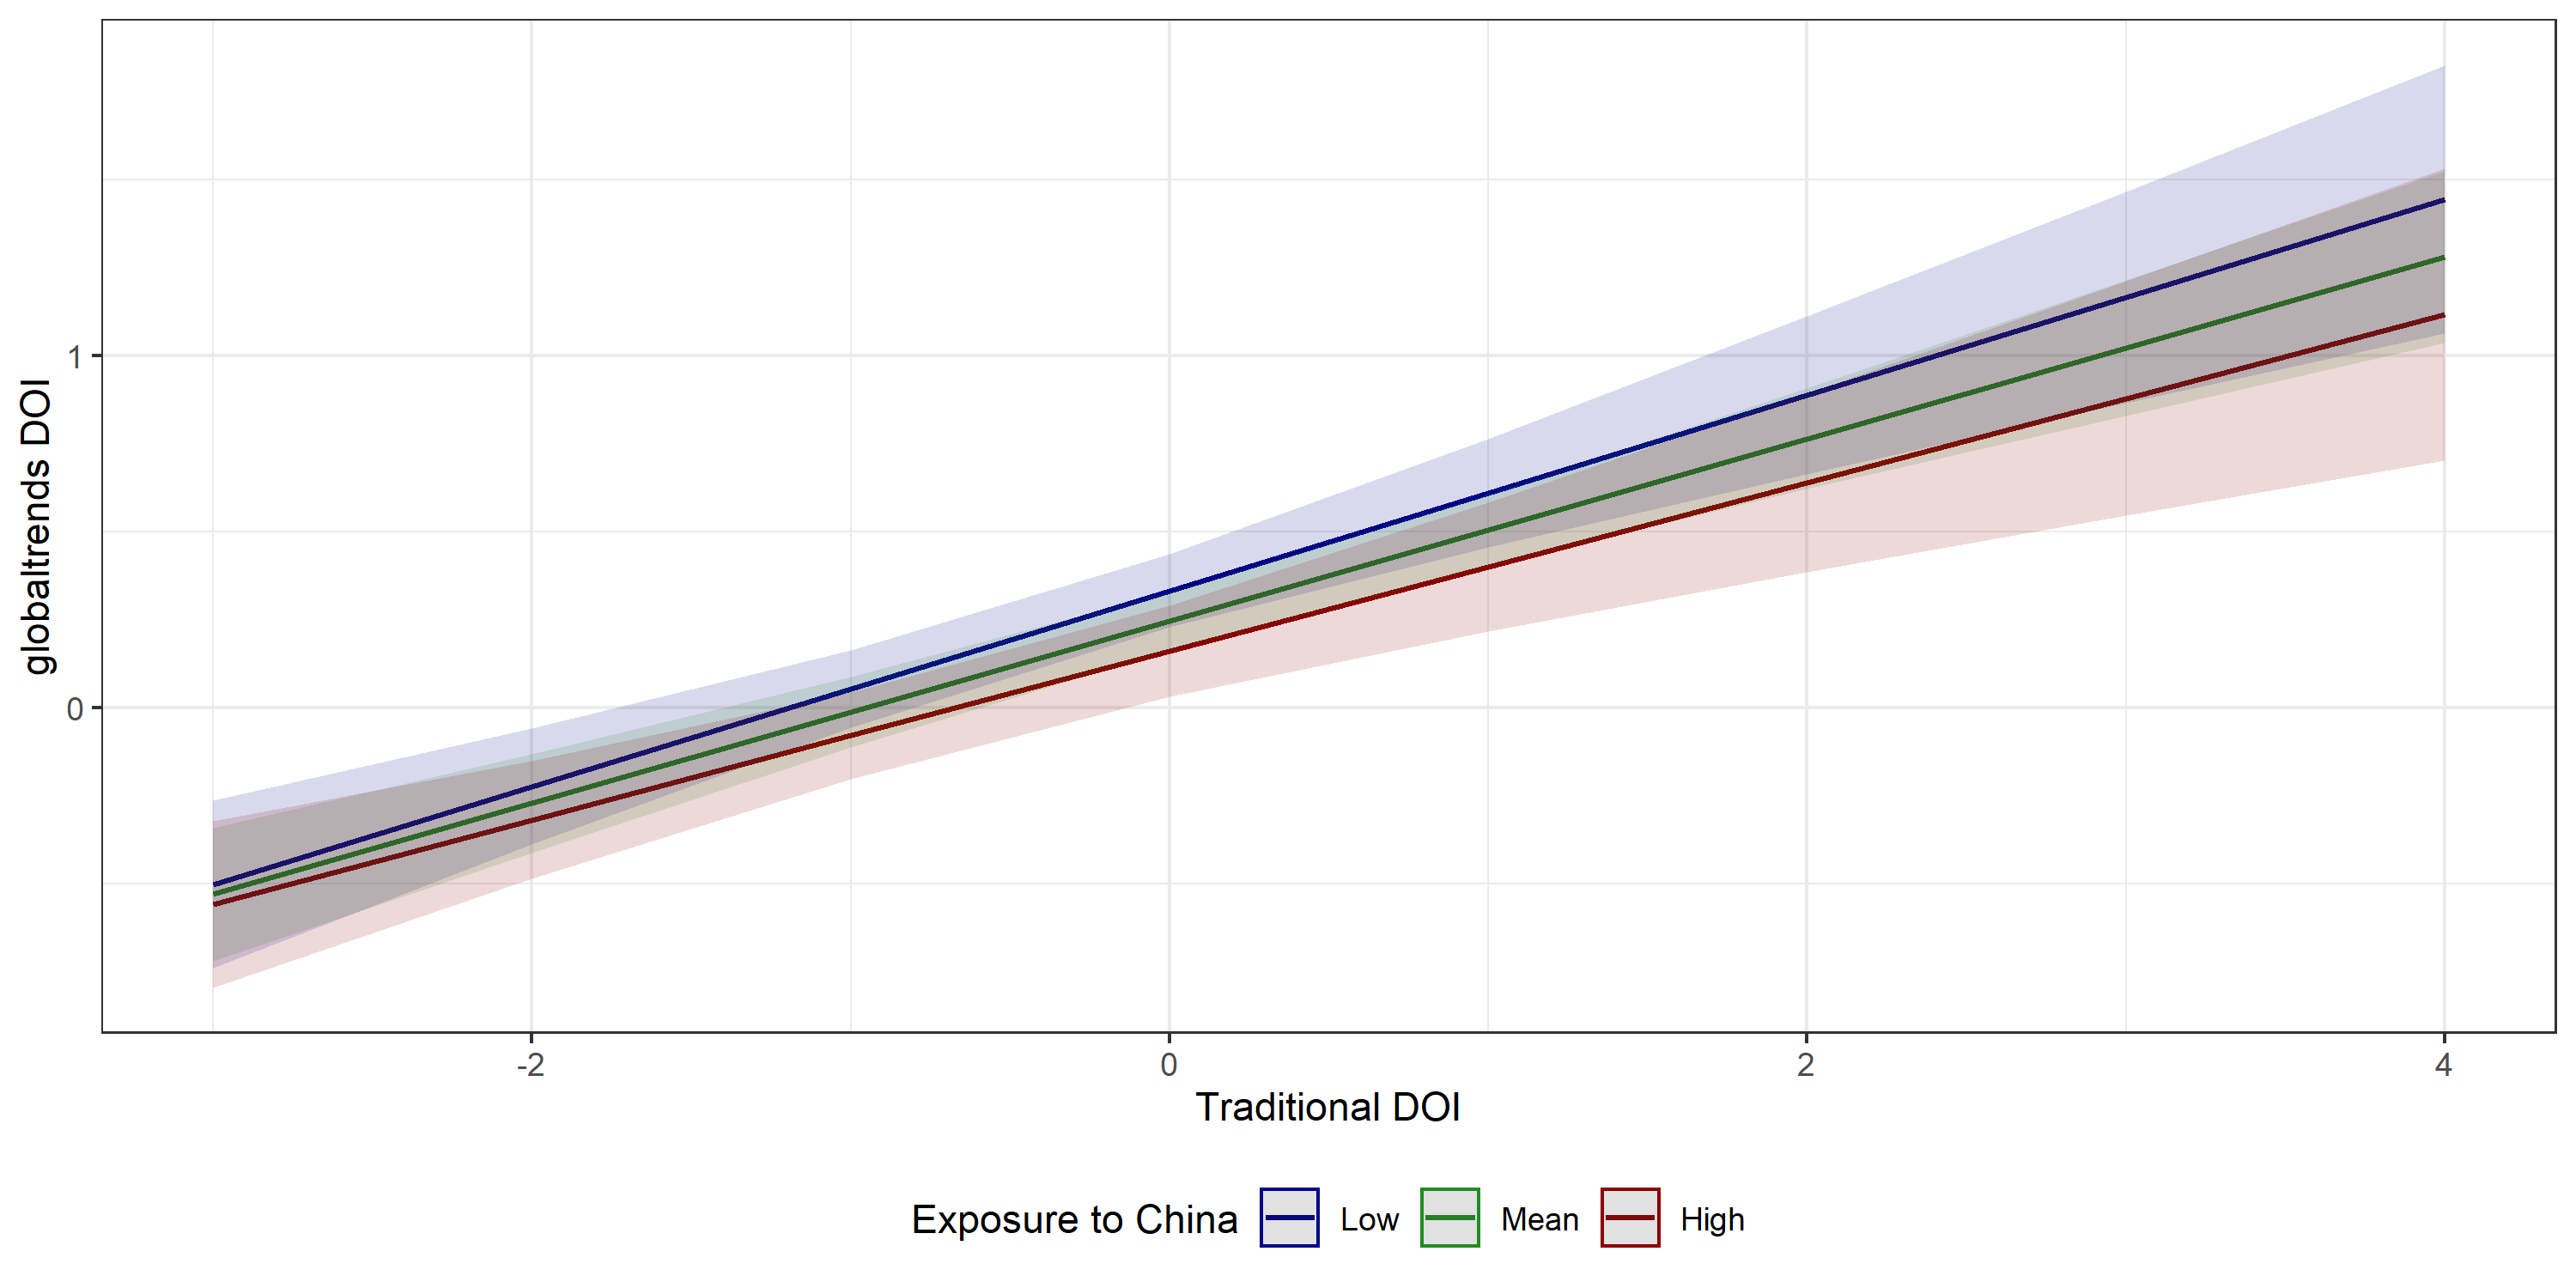 globaltrends DOI
1
0
-2 0 2 4
Traditional DOI
Exposure to China Low Mean High